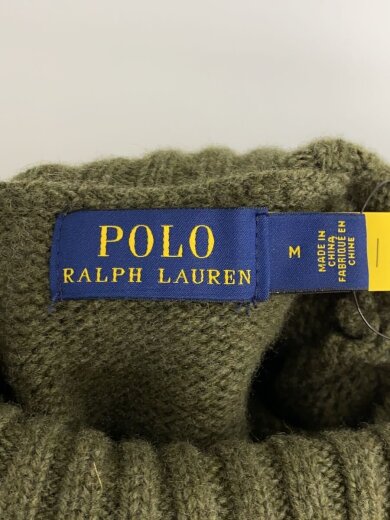 POLO
RALPH LAUREN
M
MADE IN
CHINA
FABRIQUÉ EN
CHINE